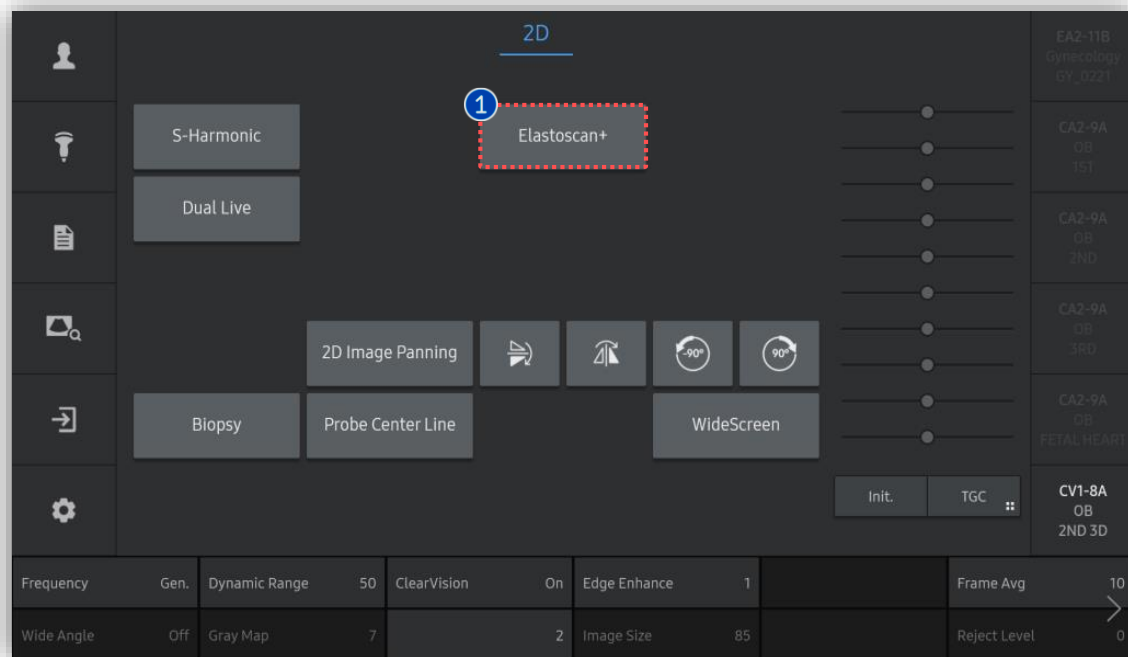 2D
EA2-11B
Gynecology
GY_022T
1
S-Harmonic
Elastoscan+
CA2-9A
OB
1ST
Dual Live
CA2-9A
OB
2ND
CA2-9A
OB
3RD
2D Image Panning
-90°
90°
Biopsy
Probe Center Line
WideScreen
CA2-9A
OB
FETAL HEART
Init.
TGC
CV1-8A
OB
2ND 3D
Frequency Gen.
Dynamic Range 50
ClearVision On
Edge Enhance 1
Frame Avg 10
Wide Angle Off
Gray Map 7
2
Image Size 85
Reject Level 0